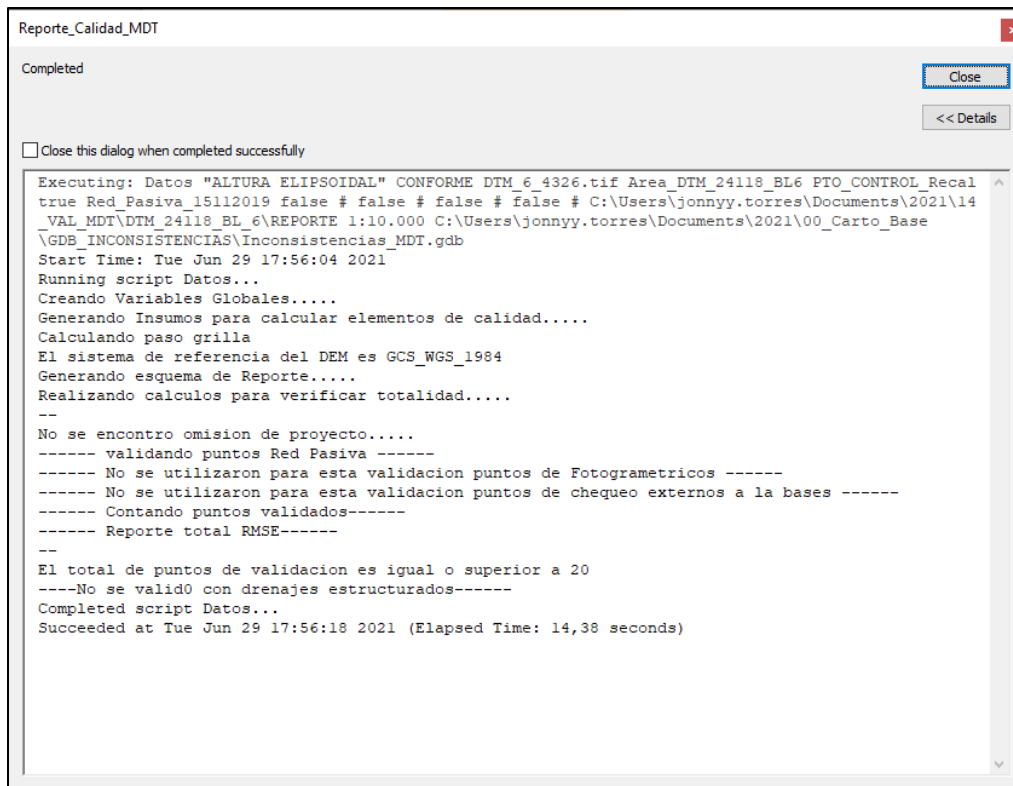 Reporte_Calidad_MDT
Completed
Close
<< Details
Close this dialog when completed successfully
Executing: Datos "ALTURA ELIPSOIDAL" CONFORME DTM_6_4326.tif Area_DTM_24118_BL6 PTO_CONTROL_Recal
true Red_Pasiva_15112019 false # false # false # false # C:\Users\jonnyy.torres\Documents\2021\14
_VAL_MDT\DTM_24118_BL_6\REPORTE 1:10.000 C:\Users\jonnyy.torres\Documents\2021\00_Carto_Base
\GDB_INCONSISTENCIAS\Inconsistencias_MDT.gdb
Start Time: Tue Jun 29 17:56:04 2021
Running script Datos...
Creando Variables Globales.....
Generando Insumos para calcular elementos de calidad.....
Calculando paso grilla
El sistema de referencia del DEM es GCS_WGS_1984
Generando esquema de Reporte.....
Realizando calculos para verificar totalidad.....
--
No se encontro omision de proyecto.....
------ validando puntos Red Pasiva ------
------ No se utilizaron para esta validacion puntos de Fotogrametricos ------
------ No se utilizaron para esta validacion puntos de chequeo externos a la bases ------
------ Contando puntos validados------
------ Reporte total RMSE------
--
El total de puntos de validacion es igual o superior a 20
----No se valid0 con drenajes estructurados------
Completed script Datos...
Succeeded at Tue Jun 29 17:56:18 2021 (Elapsed Time: 14,38 seconds)